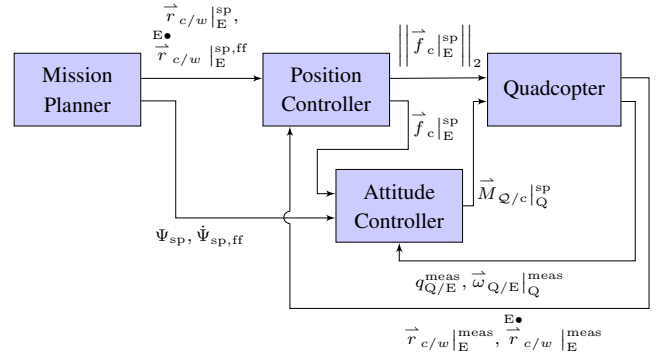 r⃗ c/w|E^sp,
E•
r⃗ c/w|E^sp,ff
Mission
Planner
Position
Controller
||f⃗ c|E^sp||₂
Quadcopter
f⃗ c|E^sp
Attitude
Controller
M⃗ Q/c|Q^sp
Ψsp, Ψ̇sp,ff
q Q/E^meas, ω⃗ Q/E|Q^meas
E•
r⃗ c/w|E^meas, r⃗ c/w|E^meas